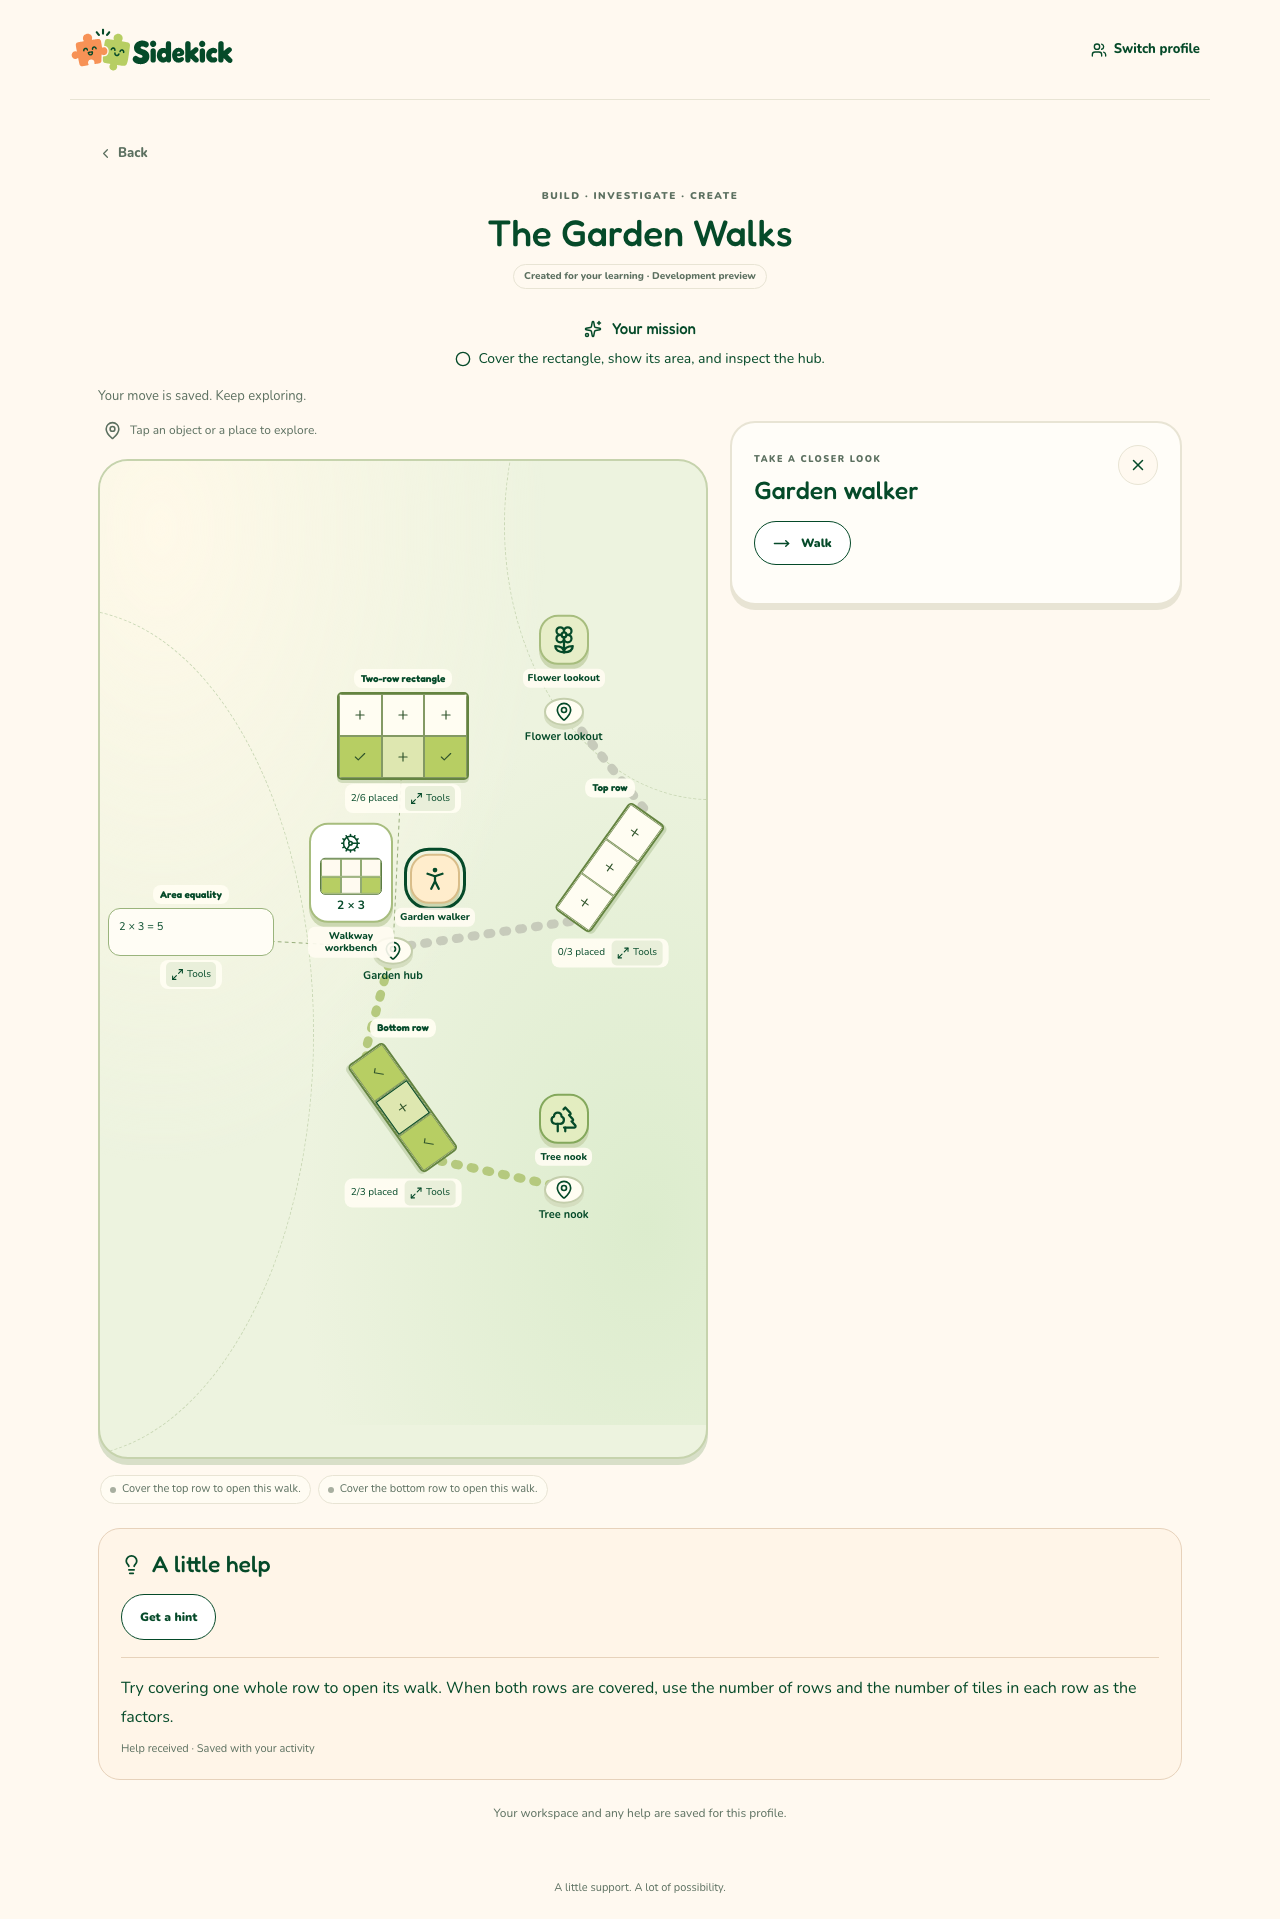 Sidekick
Switch profile
Back
BUILD · INVESTIGATE · CREATE
The Garden Walks
Created for your learning · Development preview
Your mission
Cover the rectangle, show its area, and inspect the hub.
Your move is saved. Keep exploring.
Tap an object or a place to explore.
TAKE A CLOSER LOOK
Garden walker
Walk
Flower lookout
Flower lookout
Two-row rectangle
2/6 placed
Tools
Top row
0/3 placed
Tools
2 × 3
Walkway
workbench
Garden walker
Garden hub
Area equality
2 × 3 = 5
Tools
Bottom row
2/3 placed
Tools
Tree nook
Tree nook
Cover the top row to open this walk.
Cover the bottom row to open this walk.
A little help
Get a hint
Try covering one whole row to open its walk. When both rows are covered, use the number of rows and the number of tiles in each row as the
factors.
Help received · Saved with your activity
Your workspace and any help are saved for this profile.
A little support. A lot of possibility.